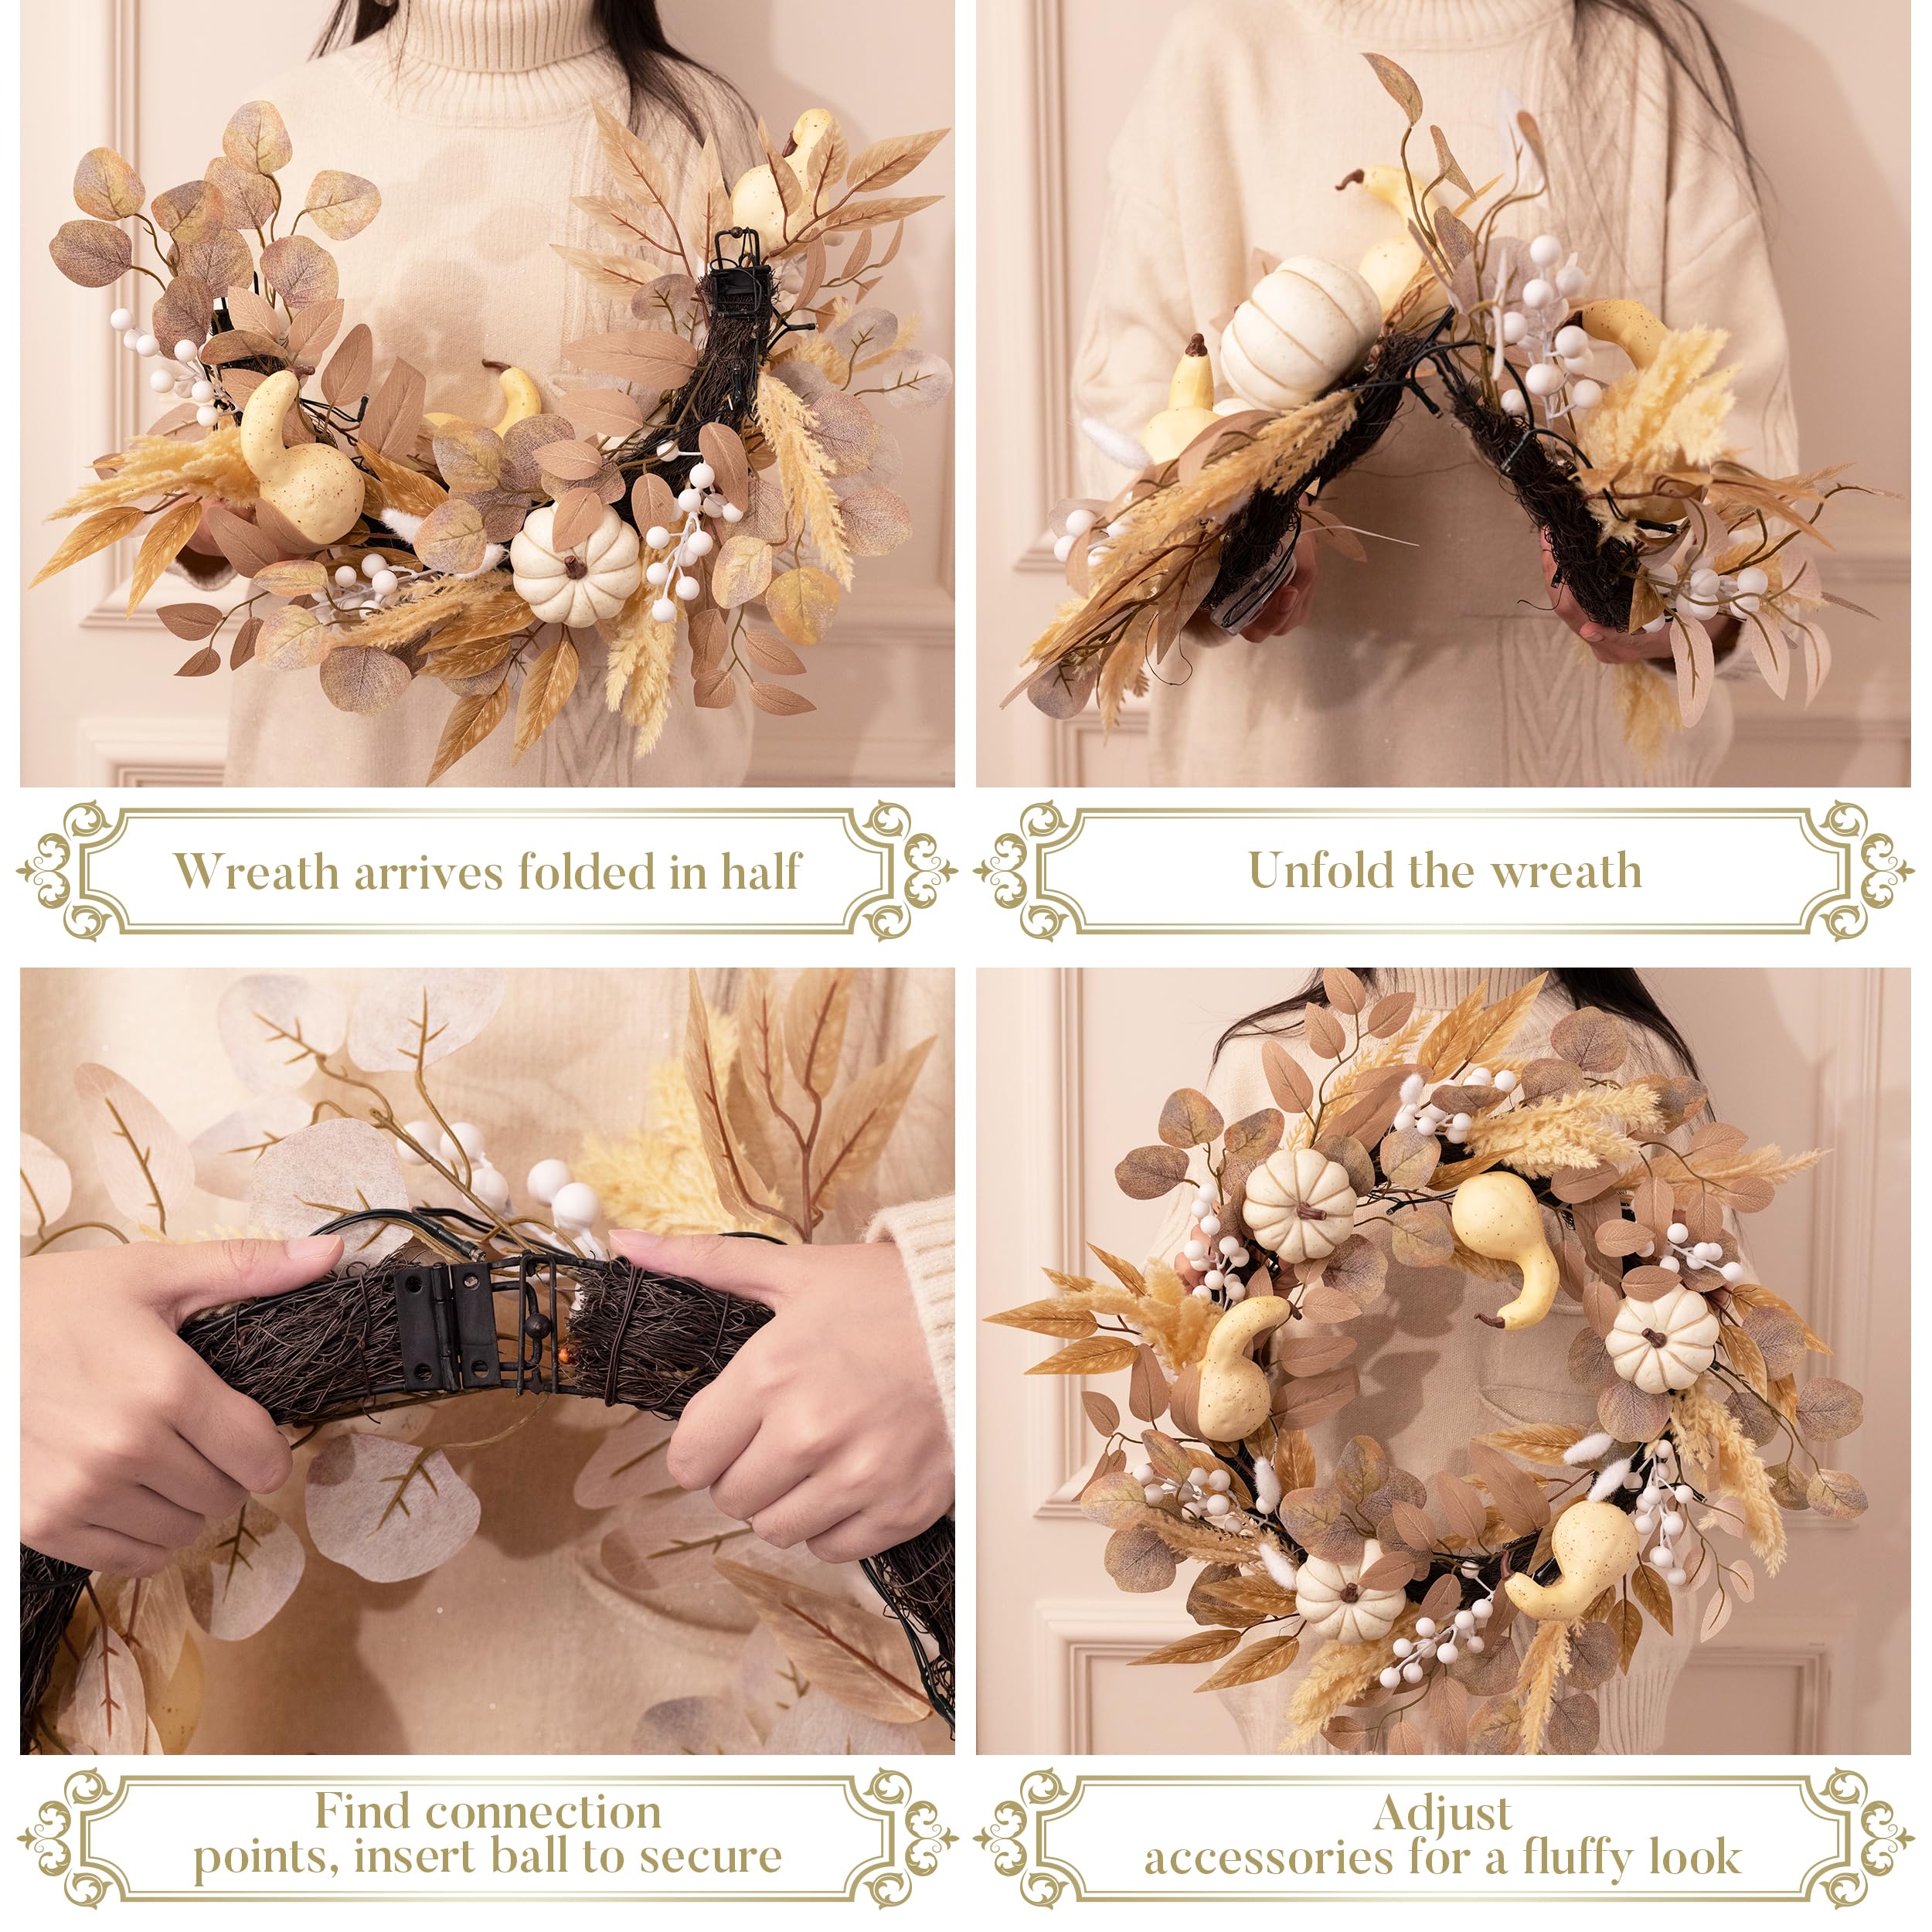 Wreath arrives folded in half
Unfold the wreath
Find connection
points, insert ball to secure
Adjust
accessories for a fluffy look